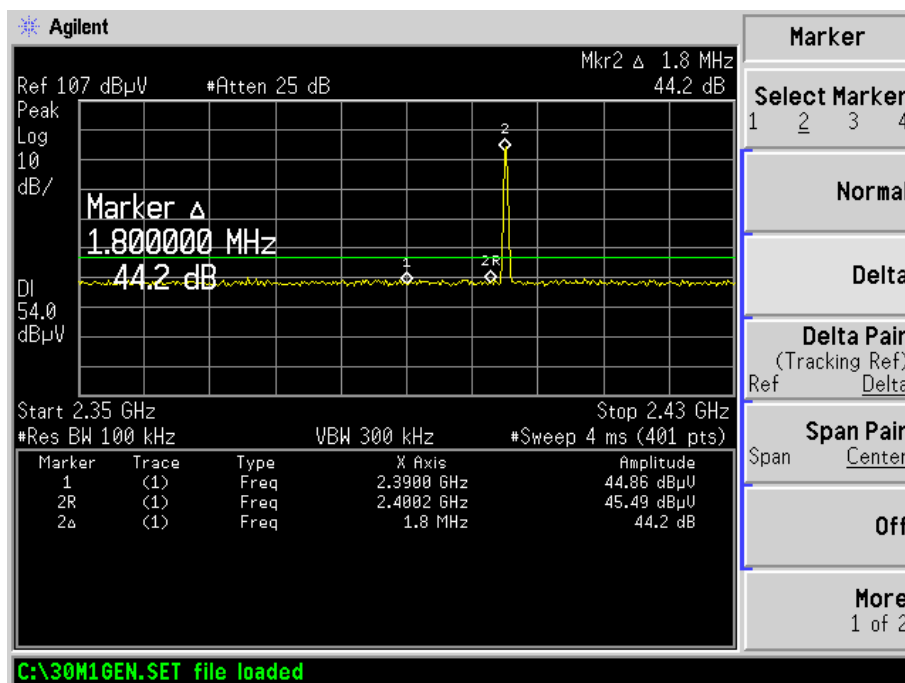 Agilent
Marker
Mkr2 Δ 1.8 MHz
Ref 107 dBµV #Atten 25 dB 44.2 dB
Peak
Log
10
dB/
2
Marker Δ
1.800000 MHz
44.2 dB
1
2R
DI
54.0
dBµV
Start 2.35 GHz Stop 2.43 GHz
#Res BW 100 kHz VBW 300 kHz #Sweep 4 ms (401 pts)
Marker Trace Type X Axis Amplitude
1 (1) Freq 2.3900 GHz 44.86 dBµV
2R (1) Freq 2.4002 GHz 45.49 dBµV
2Δ (1) Freq 1.8 MHz 44.2 dB
C:\30M1GEN.SET file loaded
Select Marker
1 2 3 4
Normal
Delta
Delta Pair
(Tracking Ref)
Ref Delta
Span Pair
Span Center
Off
More
1 of 2